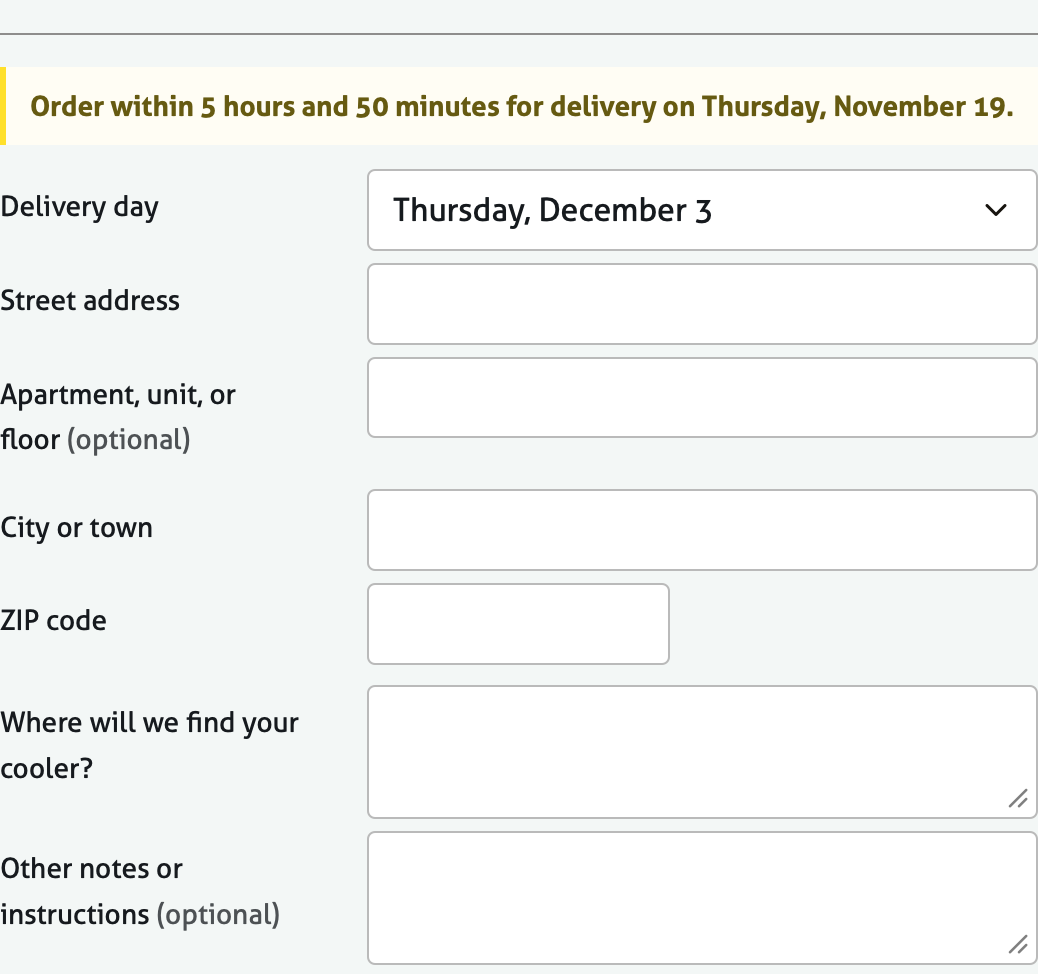 Order within 5 hours and 50 minutes for delivery on Thursday, November 19.
Delivery day
Thursday, December 3
Street address
Apartment, unit, or
floor (optional)
City or town
ZIP code
Where will we find your
cooler?
Other notes or
instructions (optional)